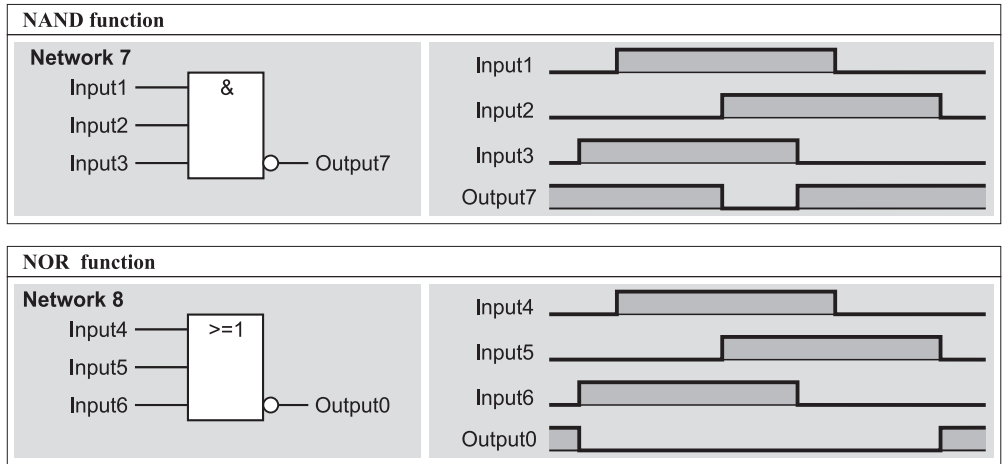 NAND function
Network 7
Input1
&
Input2
Input3
Output7
Input1
Input2
Input3
Output7
NOR function
Network 8
Input4
>=1
Input5
Input6
Output0
Input4
Input5
Input6
Output0